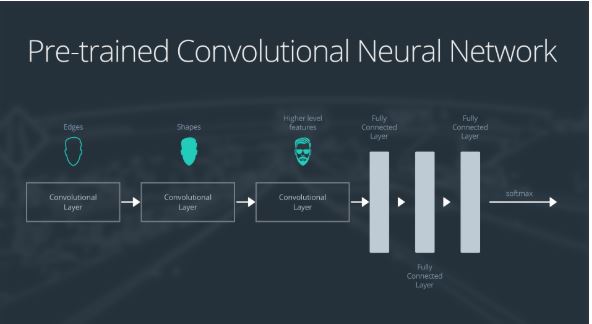 Pre-trained Convolutional Neural Network
Edges
Shapes
Higher level
features
Fully
Connected
Layer
Fully
Connected
Layer
Convolutional
Layer
Convolutional
Layer
Convolutional
Layer
softmax
Fully
Connected
Layer